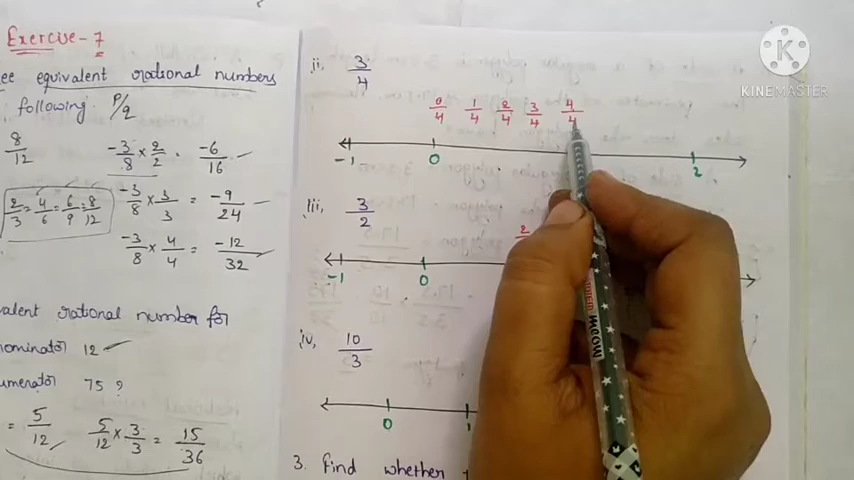 Exercise - 7
ee equivalent rational numbers
following P/q
8/12
-3/8 × 2/2 = -6/16
2/3 = 4/6 = 6/9 = 8/12
-3/8 × 3/3 = -9/24
-3/8 × 4/4 = -12/32
valent rational number for
nominator 12
umerator 75 ?
= 5/12 5/12 × 3/3 = 15/36
ii, 3/4
0/4 1/4 2/4 3/4 4/4
-1 0 2
iii, 3/2
2
-1 0
iv, 10/3
0 1
3. Find whether
KINEMASTER
meow